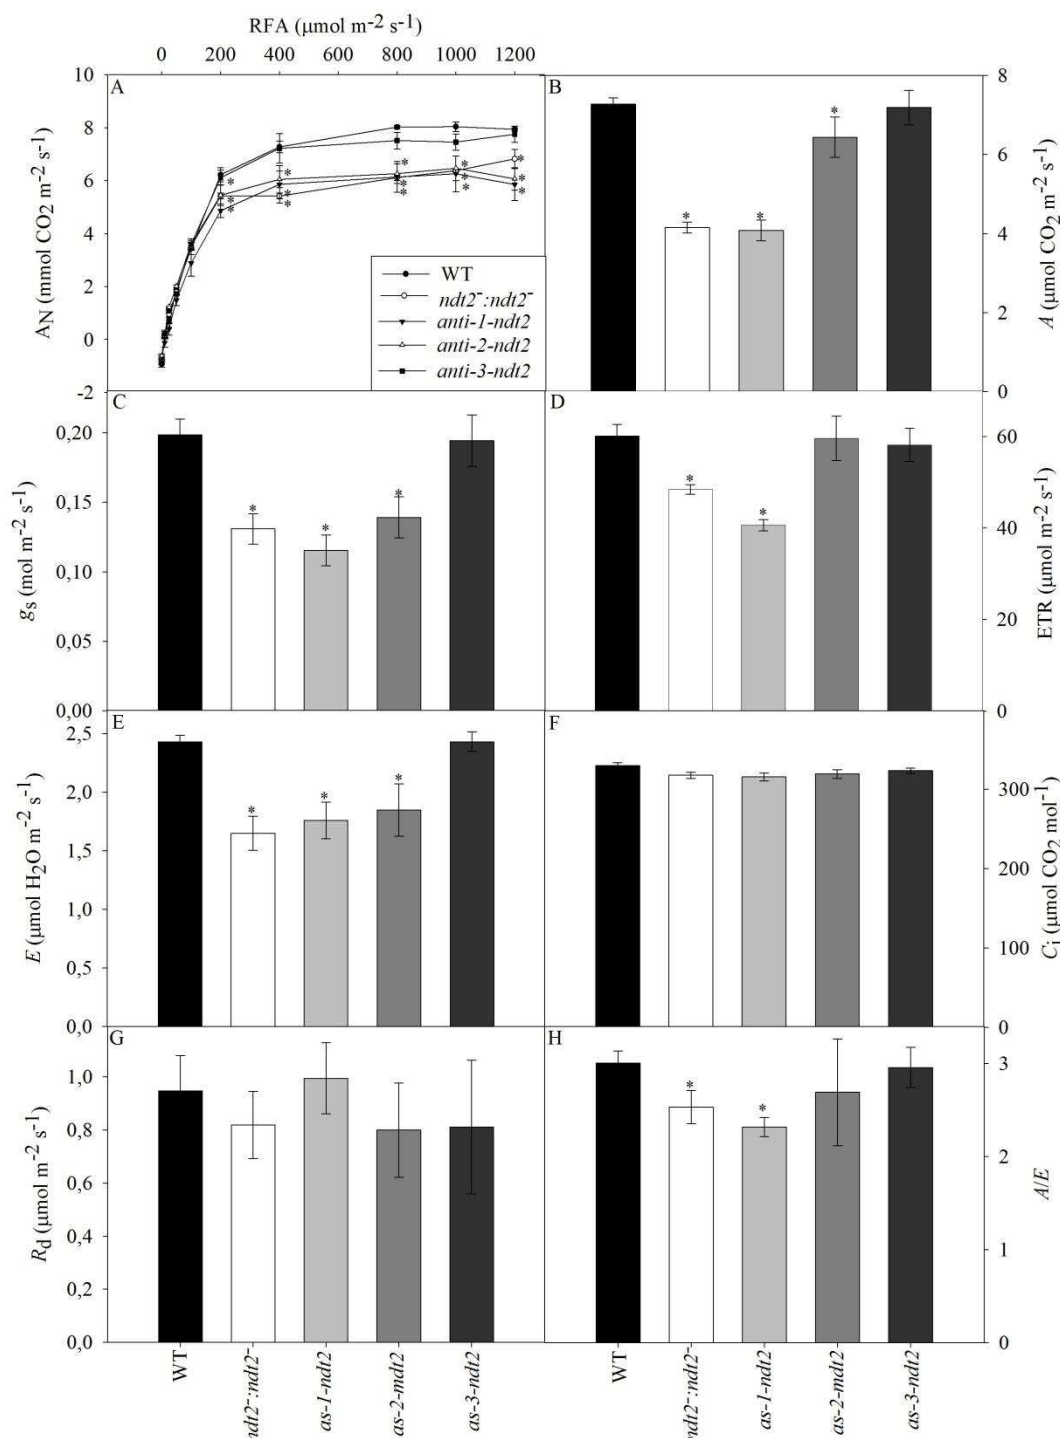 RFA (μmol m-2 s-1)
0 200 400 600 800 1000 1200
A
10
8
6
4
2
0
-2
AN (mmol CO2 m-2 s-1)
* * * * *
* * * * *
* * * * *
WT
ndt2-:ndt2-
anti-1-ndt2
anti-2-ndt2
anti-3-ndt2
B
* * *
8
6
4
2
0
A (μmol CO2 m-2 s-1)
C
0,20
0,15
0,10
0,05
0,00
gs (mol m-2 s-1)
* * *
D
* *
60
40
20
0
ETR (μmol m-2 s-1)
E
2,5
2,0
1,5
1,0
0,5
0,0
E (μmol H2O m-2 s-1)
* * *
F
300
200
100
0
Ci (μmol CO2 mol-1)
G
1,0
0,8
0,6
0,4
0,2
0,0
Rd (μmol m-2 s-1)
H
* *
3
2
1
0
A/E
WT
ndt2-:ndt2-
as-1-ndt2
as-2-mdt2
as-3-ndt2
WT
ndt2-:ndt2-
as-1-ndt2
as-2-mdt2
as-3-ndt2